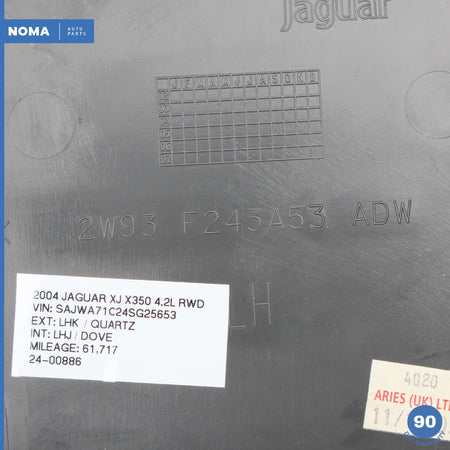 NOMA AUTO PARTS
Jaguar
J F M A M J J A S O N D
2W93 F243A53 ADW
LH
2004 JAGUAR XJ X350 4.2L RWD
VIN: SAJWA71C24SG25653
EXT: LHK / QUARTZ
INT: LHJ / DOVE
MILEAGE: 61,717
24-00886
4020
ARIES (UK) LT
90